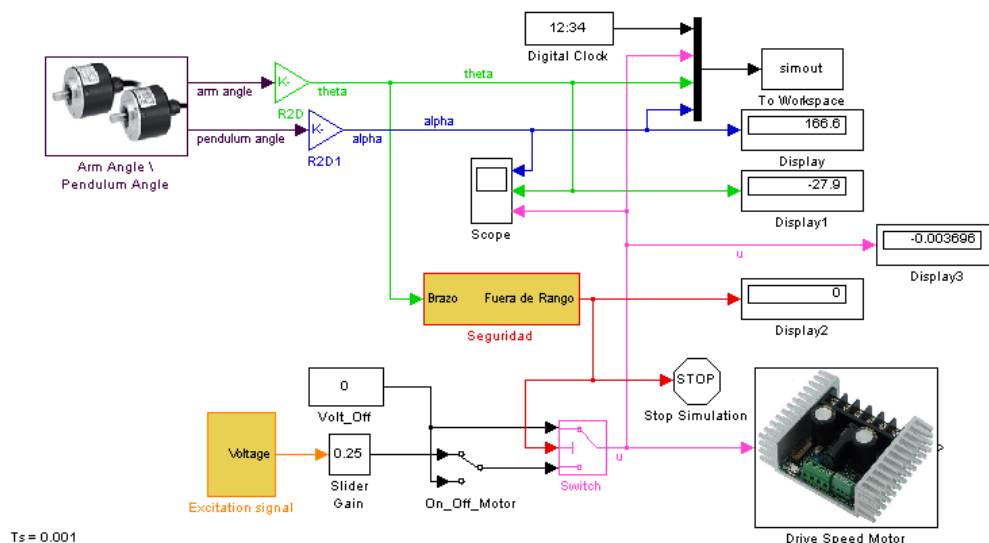 12:34
Digital Clock
simout
To Workspace
arm angle
K-
theta
theta
R2D
pendulum angle
K-
alpha
alpha
R2D1
Arm Angle \
Pendulum Angle
166.6
Display
-27.9
Display1
Scope
u
-0.003696
Display3
Brazo
Fuera de Rango
Seguridad
0
Display2
0
Volt_Off
STOP
Stop Simulation
Voltage
Excitation signal
0.25
Slider
Gain
On_Off_Motor
u
Switch
Drive Speed Motor
Ts = 0.001